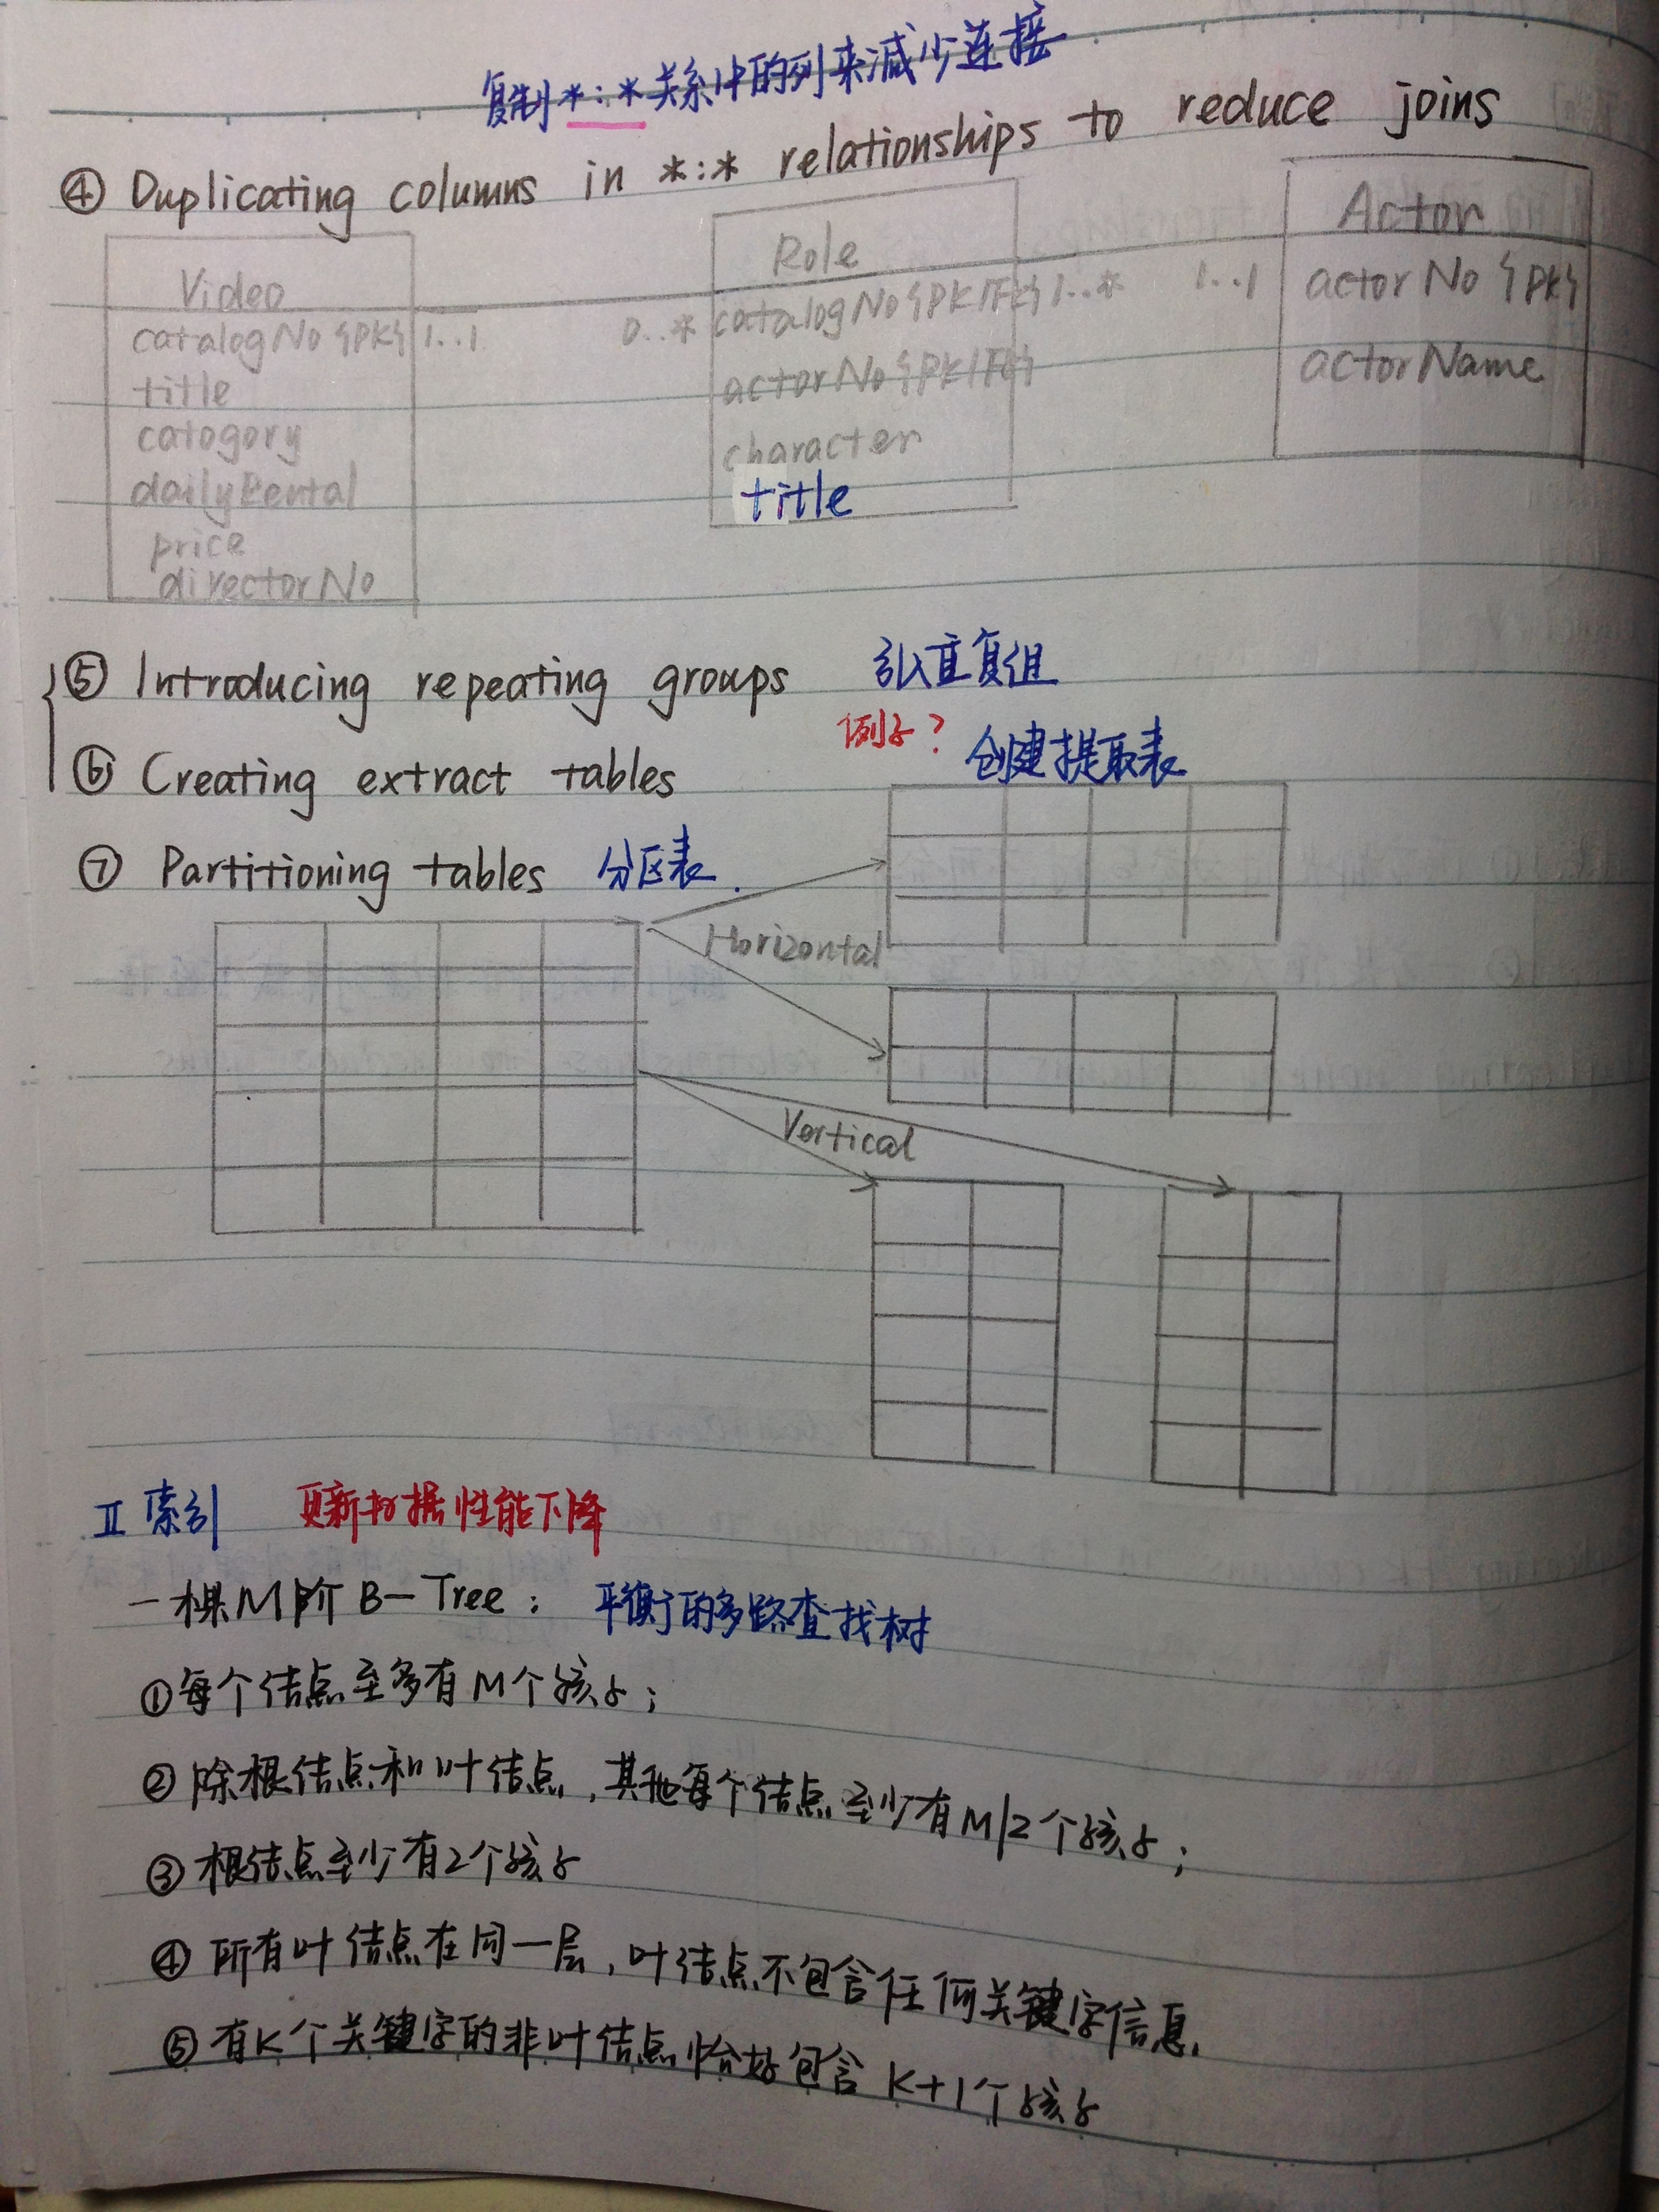 复制*:*关系中的列来减少连接
④ Duplicating columns in *:* relationships to reduce joins
Video
catalogNo {PK}
title
catogory
dailyRental
price
directorNo
1..1
0..*
Role
catalogNo {PK/FK}
actorNo {PK/FK}
character
title
1..*
1..1
Actor
actorNo {PK}
actorName
⑤ Introducing repeating groups 引入重复组
例子?
⑥ Creating extract tables 创建提取表
⑦ Partitioning tables 分区表.
Horizontal
Vertical
Ⅱ 索引 更新数据性能下降
一棵M阶B-Tree: 平衡的多路查找树
①每个结点至多有M个孩子;
②除根结点和叶结点,其他每个结点至少有M/2个孩子;
③根结点至少有2个孩子
④所有叶结点在同一层,叶结点不包含任何关键字信息.
⑤有K个关键字的非叶结点恰好包含K+1个孩子